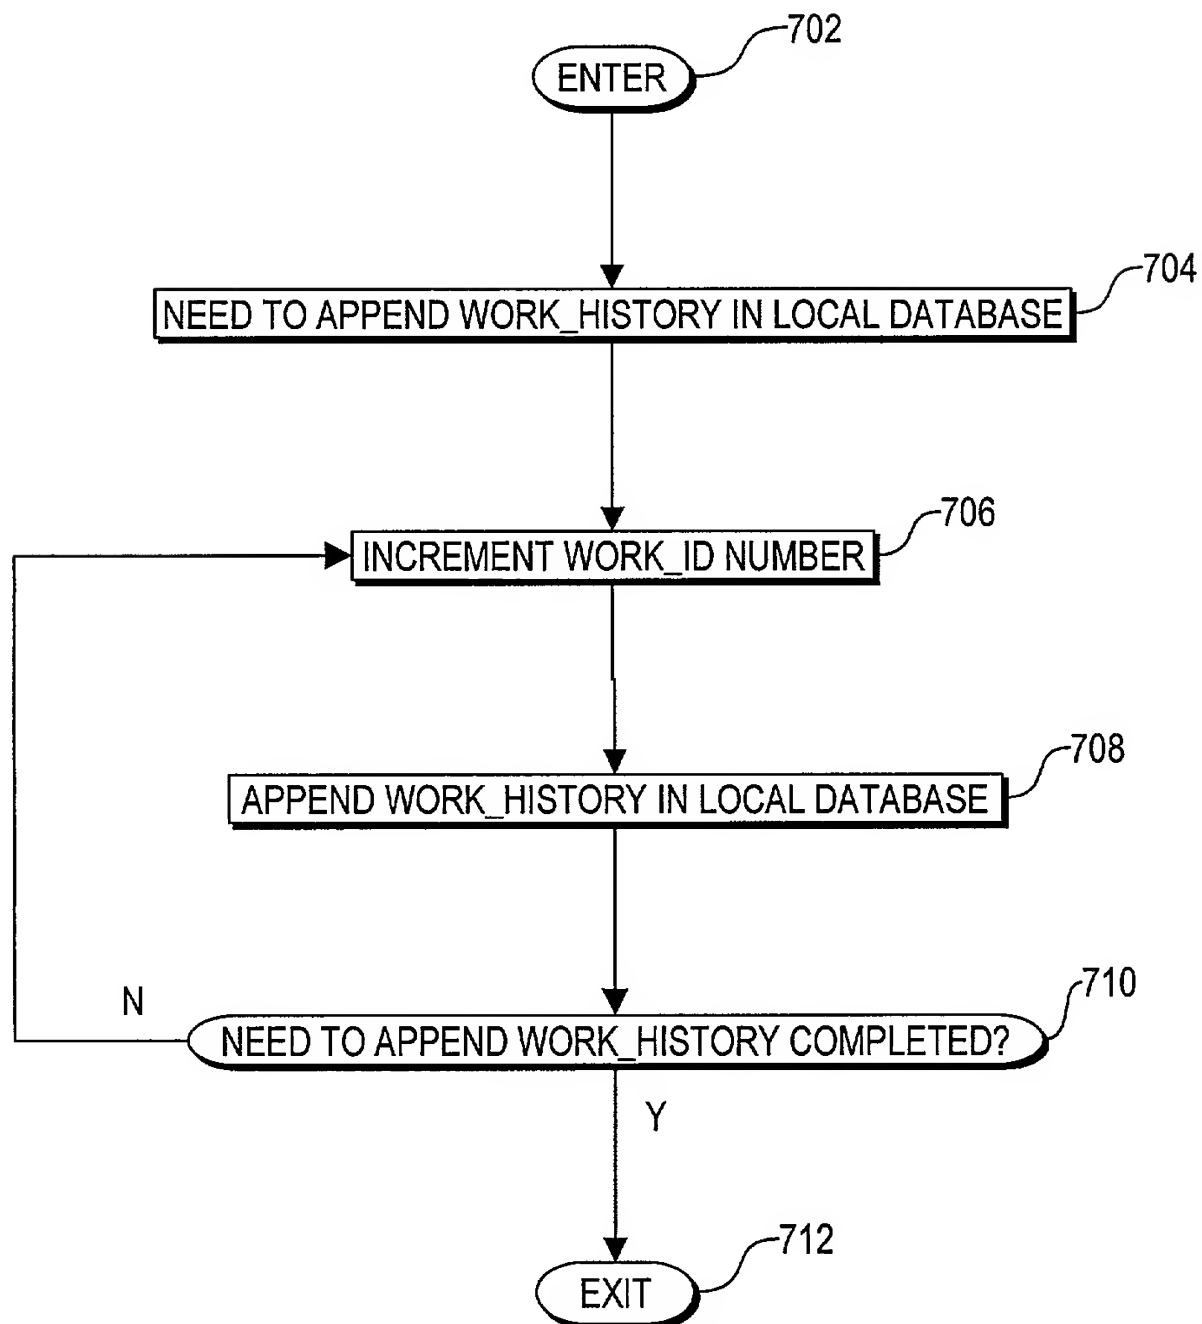 702
ENTER
704
NEED TO APPEND WORK_HISTORY IN LOCAL DATABASE
706
INCREMENT WORK_ID NUMBER
708
APPEND WORK_HISTORY IN LOCAL DATABASE
710
N
NEED TO APPEND WORK_HISTORY COMPLETED?
Y
712
EXIT